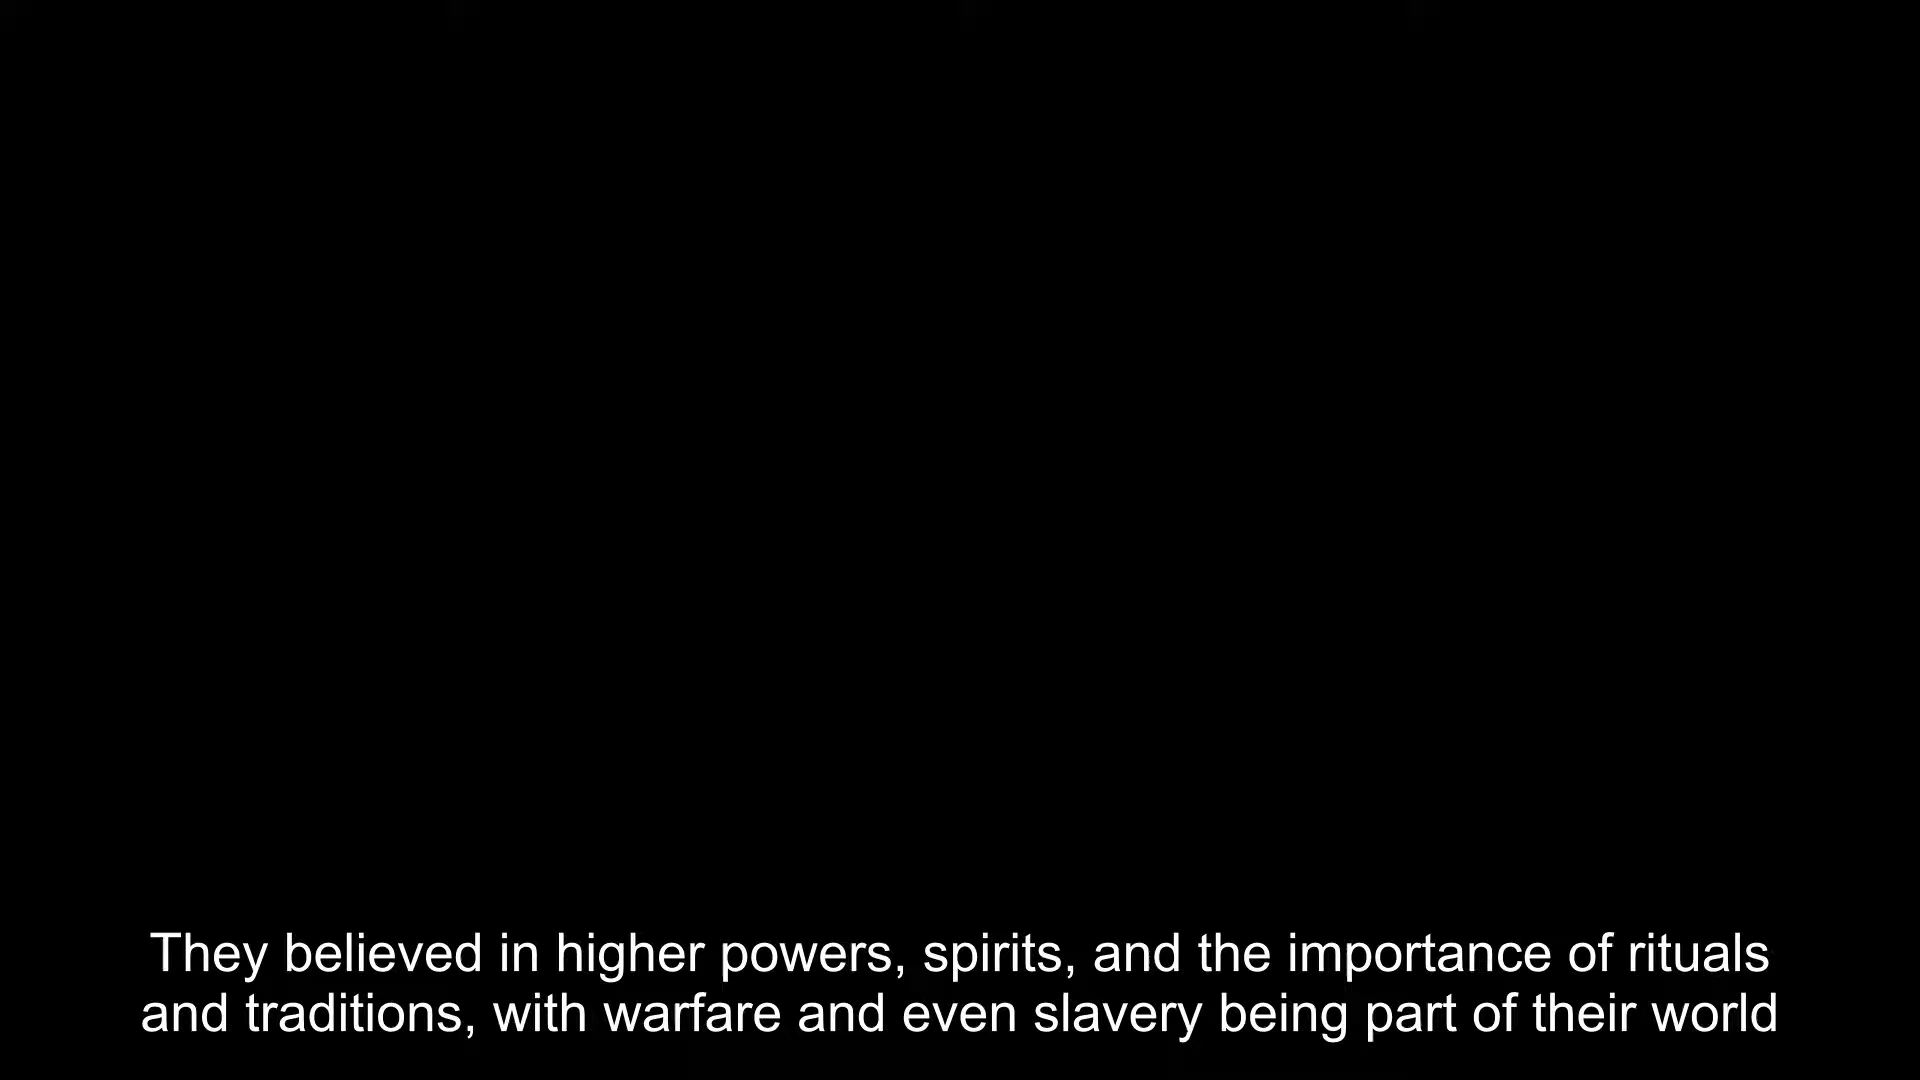 They believed in higher powers, spirits, and the importance of rituals
and traditions, with warfare and even slavery being part of their world